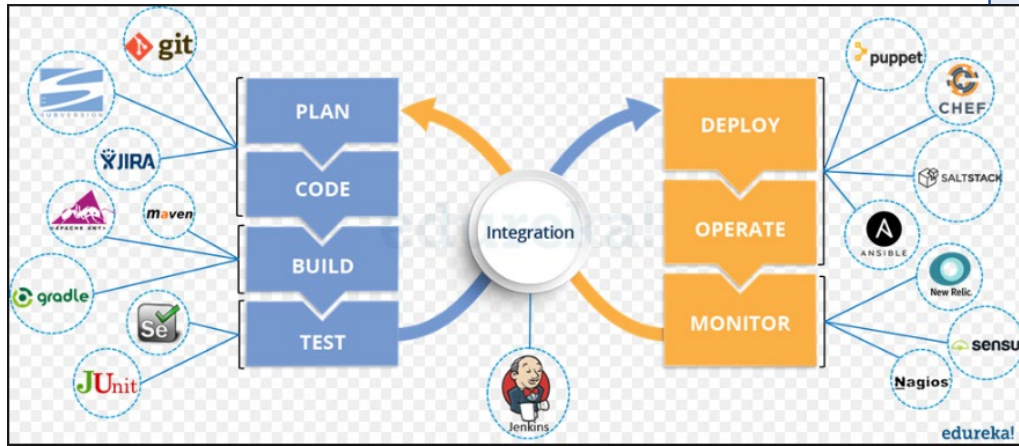 git
SUBVERSION
JIRA
APACHE ANT
maven
gradle
Se
JUnit
PLAN
CODE
BUILD
TEST
Integration
Jenkins
DEPLOY
OPERATE
MONITOR
puppet
CHEF
SALTSTACK
A
ANSIBLE
New Relic.
sensu
Nagios
edureka!